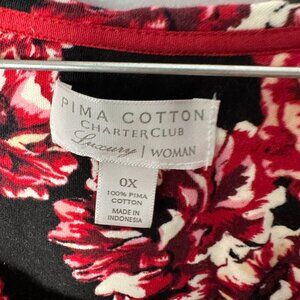 PIMA COTTON
CHARTER CLUB
Luxury | WOMAN
0X
100% PIMA
COTTON
MADE IN
INDONESIA